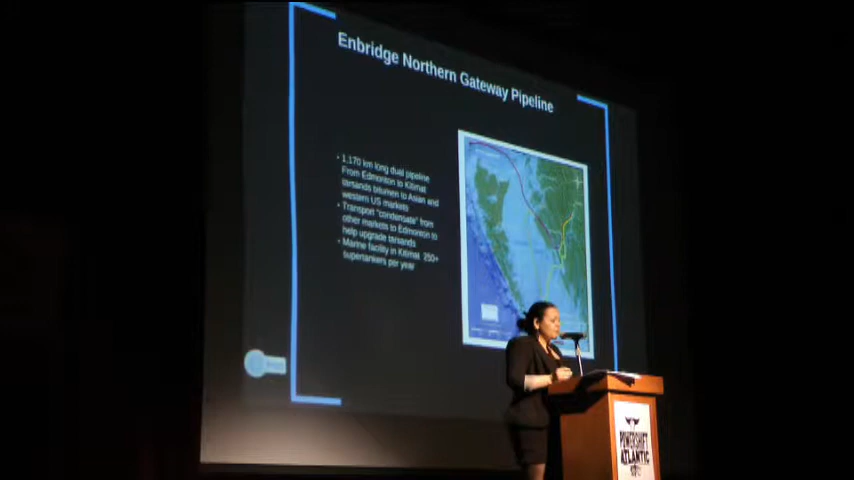 Enbridge Northern Gateway Pipeline
• 1,170 km long dual pipeline
From Edmonton to Kitimat
tarsands bitumen to Asian and
western US markets
• Transport "condensate" from
other markets to Edmonton to
help upgrade tarsands
• Marine facility in Kitimat 250+
supertankers per year
POWERSHIFT
ATLANTIC